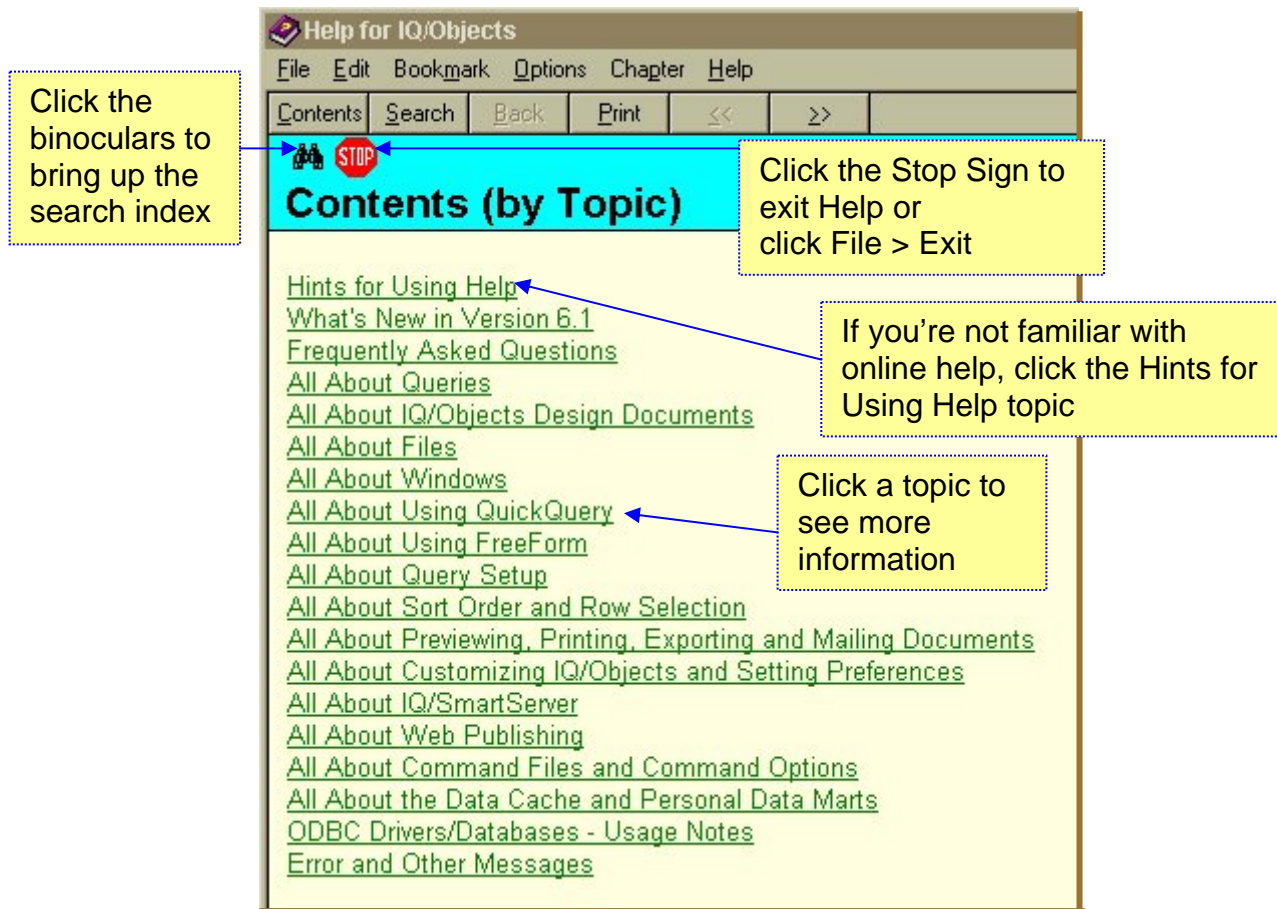 Help for IQ/Objects
File Edit Bookmark Options Chapter Help
Contents Search Back Print << >>
Click the
binoculars to
bring up the
search index
STOP
Contents (by Topic)
Click the Stop Sign to
exit Help or
click File > Exit
Hints for Using Help
What's New in Version 6.1
Frequently Asked Questions
All About Queries
All About IQ/Objects Design Documents
All About Files
All About Windows
All About Using QuickQuery
All About Using FreeForm
All About Query Setup
All About Sort Order and Row Selection
All About Previewing, Printing, Exporting and Mailing Documents
All About Customizing IQ/Objects and Setting Preferences
All About IQ/SmartServer
All About Web Publishing
All About Command Files and Command Options
All About the Data Cache and Personal Data Marts
ODBC Drivers/Databases - Usage Notes
Error and Other Messages
If you’re not familiar with
online help, click the Hints for
Using Help topic
Click a topic to
see more
information